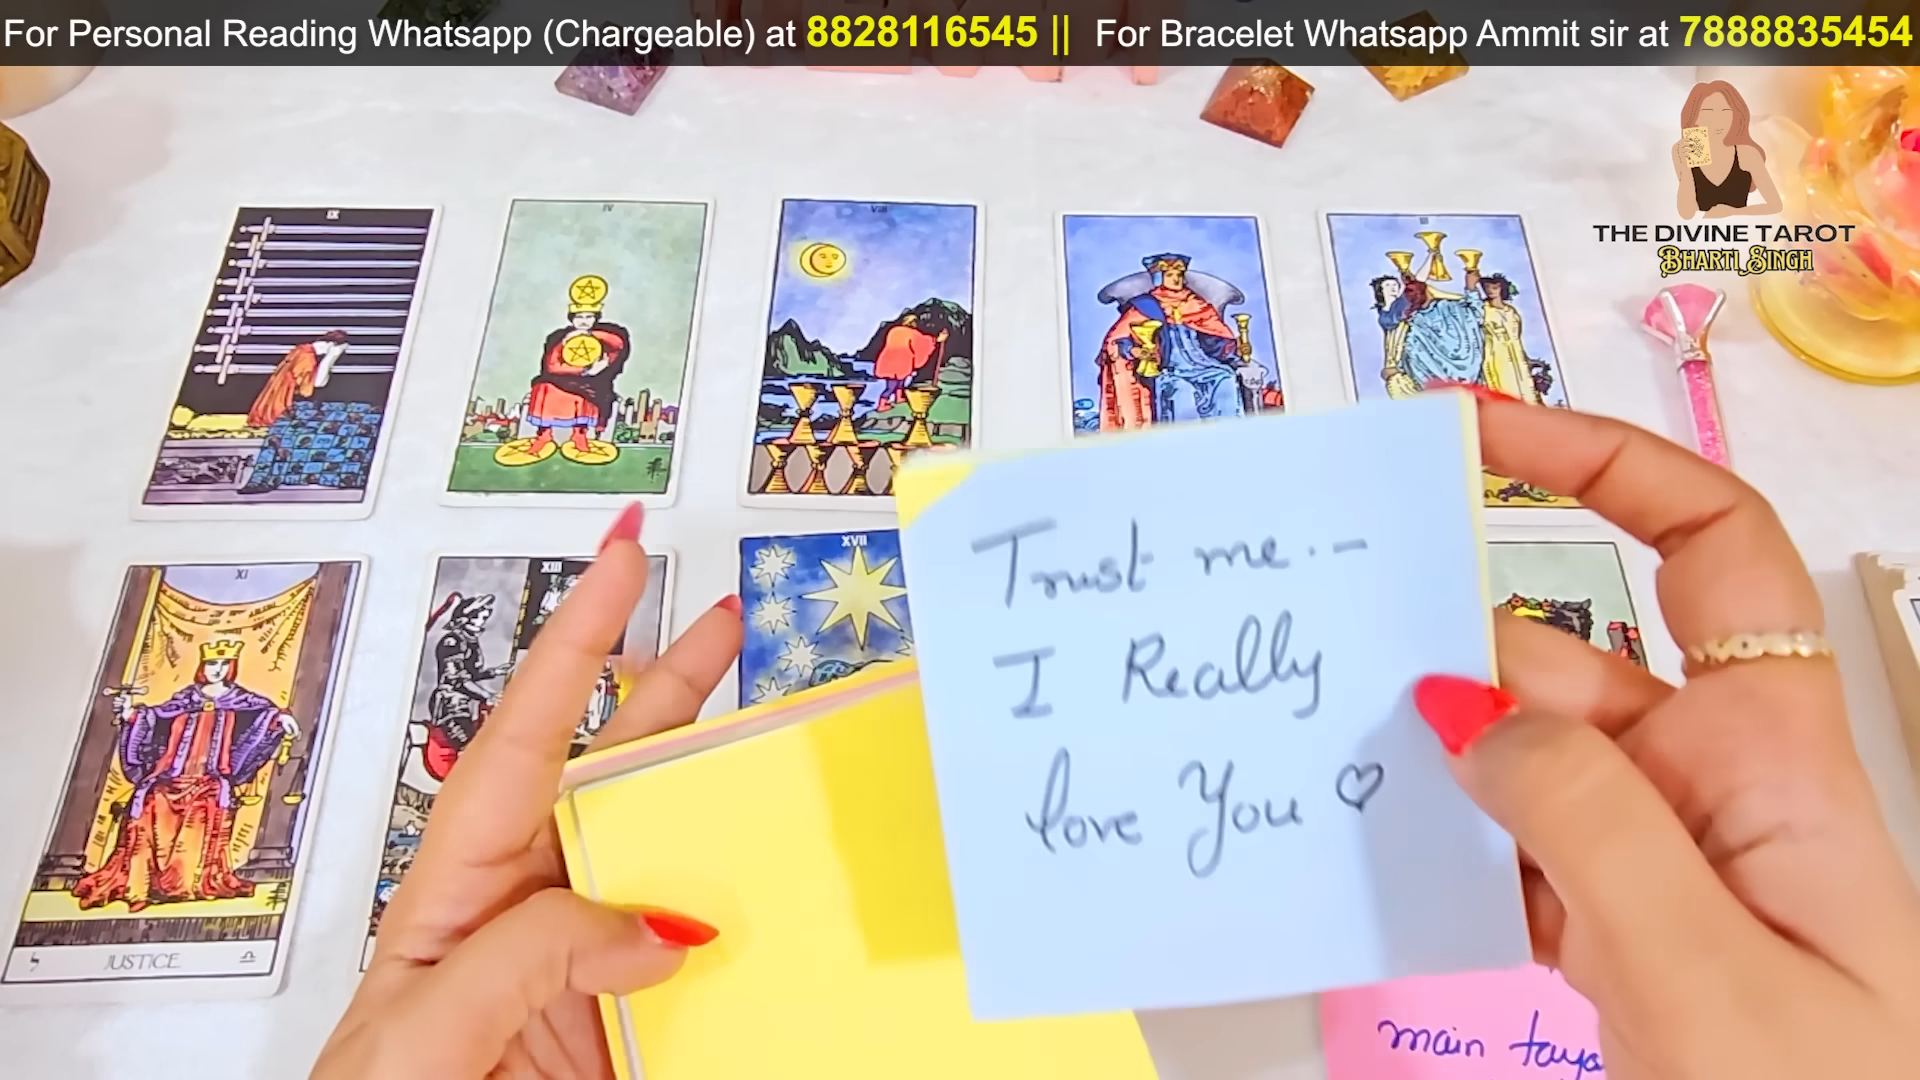 For Personal Reading Whatsapp (Chargeable) at 8828116545 || For Bracelet Whatsapp Ammit sir at 7888835454
THE DIVINE TAROT
BHARTI SINGH
IX
IV
VIII
III
XI
XIII
XVII
JUSTICE
Trust me.-
I Really
love You ♡
main